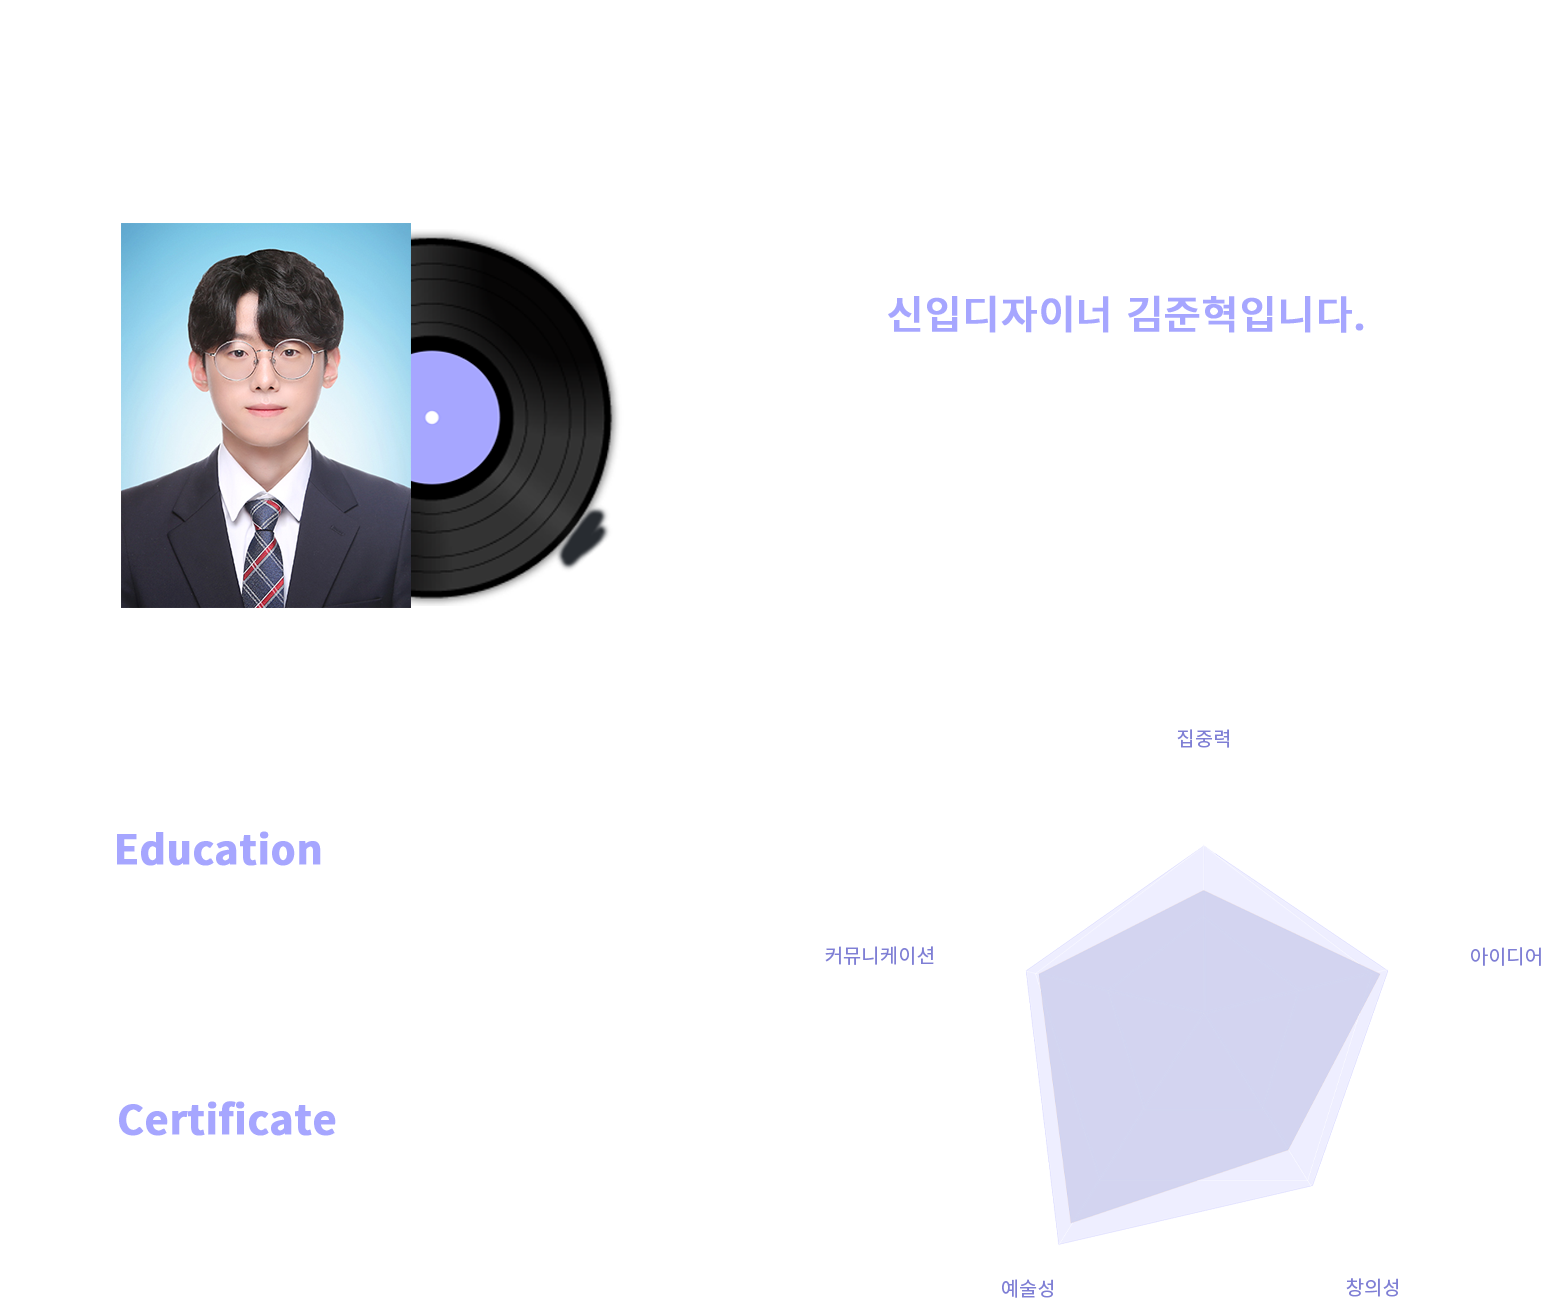 신입디자이너 김준혁입니다.
집중력
Education
커뮤니케이션
아이디어
Certificate
예술성
창의성